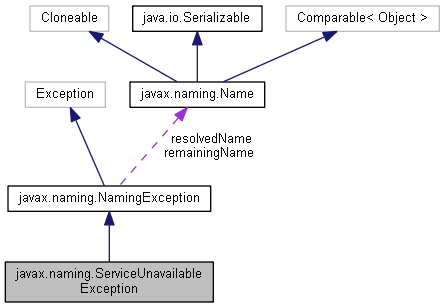 Cloneable
java.io.Serializable
Comparable< Object >
Exception
javax.naming.Name
resolvedName
remainingName
javax.naming.NamingException
javax.naming.ServiceUnavailable
Exception